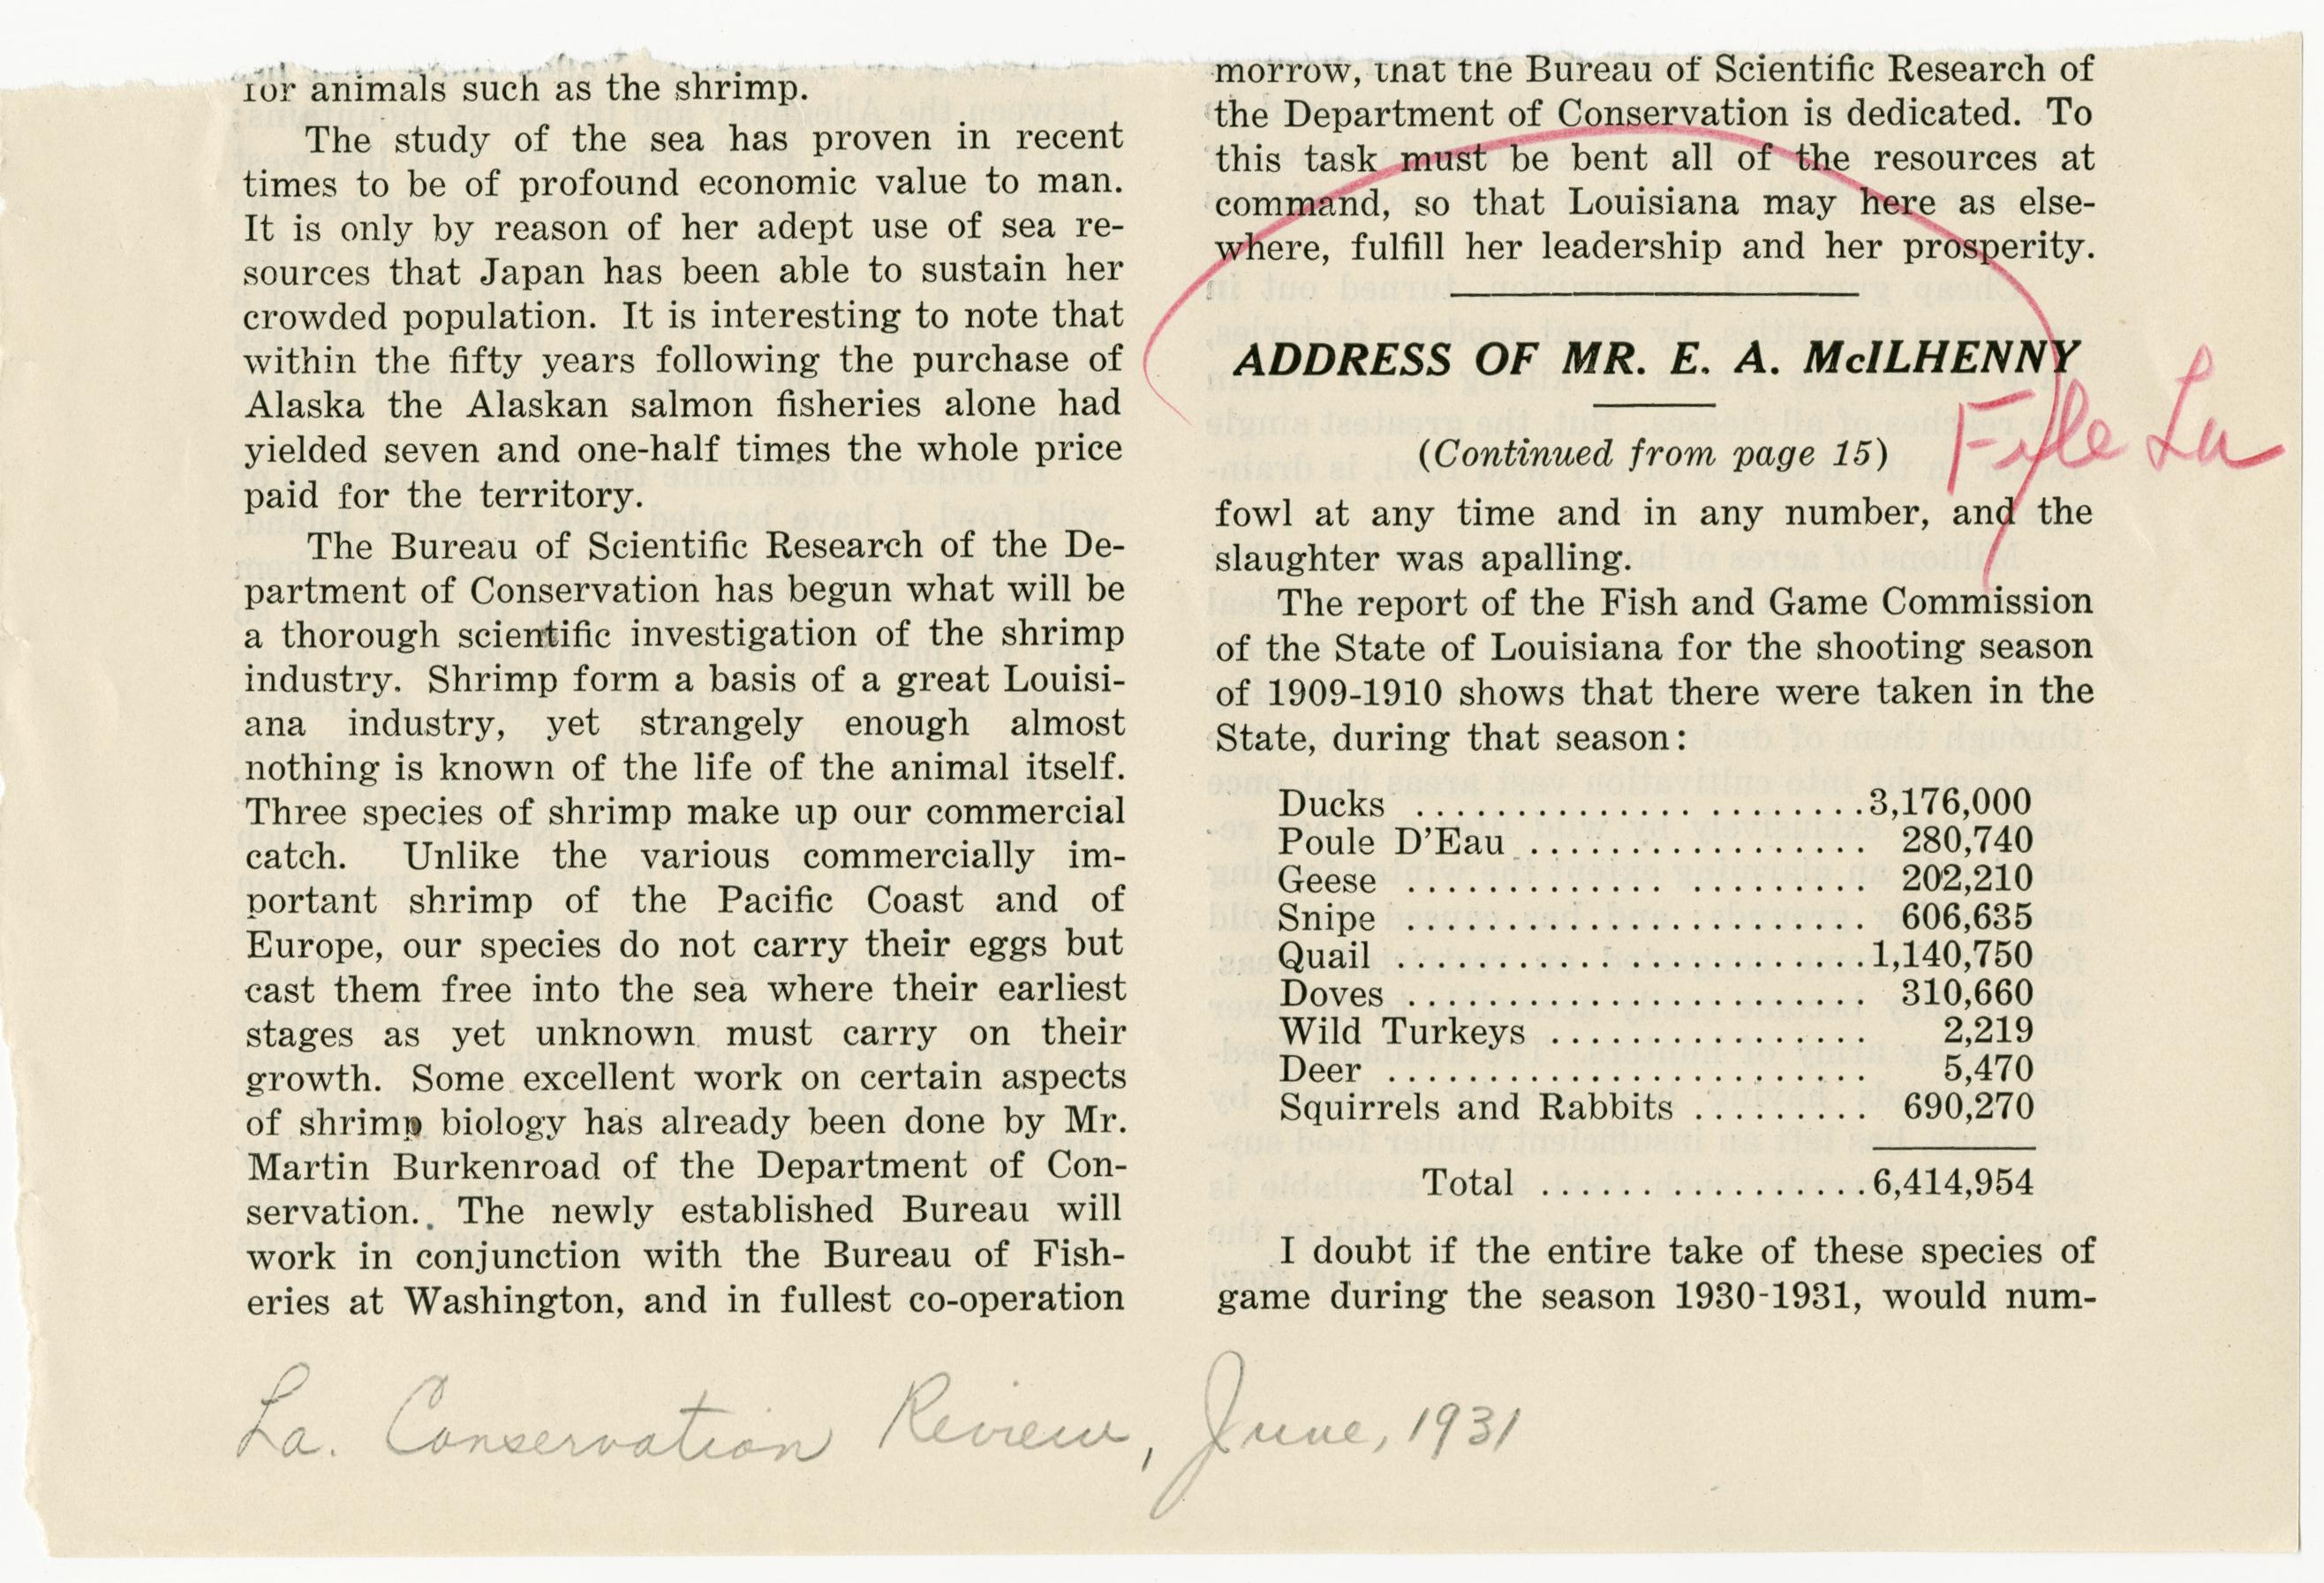 for animals such as the shrimp.
The study of the sea has proven in recent
times to be of profound economic value to man.
It is only by reason of her adept use of sea re-
sources that Japan has been able to sustain her
crowded population. It is interesting to note that
within the fifty years following the purchase of
Alaska the Alaskan salmon fisheries alone had
yielded seven and one-half times the whole price
paid for the territory.
The Bureau of Scientific Research of the De-
partment of Conservation has begun what will be
a thorough scientific investigation of the shrimp
industry. Shrimp form a basis of a great Louisi-
ana industry, yet strangely enough almost
nothing is known of the life of the animal itself.
Three species of shrimp make up our commercial
catch. Unlike the various commercially im-
portant shrimp of the Pacific Coast and of
Europe, our species do not carry their eggs but
cast them free into the sea where their earliest
stages as yet unknown must carry on their
growth. Some excellent work on certain aspects
of shrimp biology has already been done by Mr.
Martin Burkenroad of the Department of Con-
servation. The newly established Bureau will
work in conjunction with the Bureau of Fish-
eries at Washington, and in fullest co-operation
morrow, that the Bureau of Scientific Research of
the Department of Conservation is dedicated. To
this task must be bent all of the resources at
command, so that Louisiana may here as else-
where, fulfill her leadership and her prosperity.
ADDRESS OF MR. E. A. McILHENNY
File La
(Continued from page 15)
fowl at any time and in any number, and the
slaughter was apalling.
The report of the Fish and Game Commission
of the State of Louisiana for the shooting season
of 1909-1910 shows that there were taken in the
State, during that season:
Ducks ......................3,176,000
Poule D'Eau ................. 280,740
Geese ....................... 202,210
Snipe ....................... 606,635
Quail .......................1,140,750
Doves ....................... 310,660
Wild Turkeys ................ 2,219
Deer ........................ 5,470
Squirrels and Rabbits ......... 690,270
Total ................6,414,954
I doubt if the entire take of these species of
game during the season 1930-1931, would num-
La. Conservation Review, June, 1931